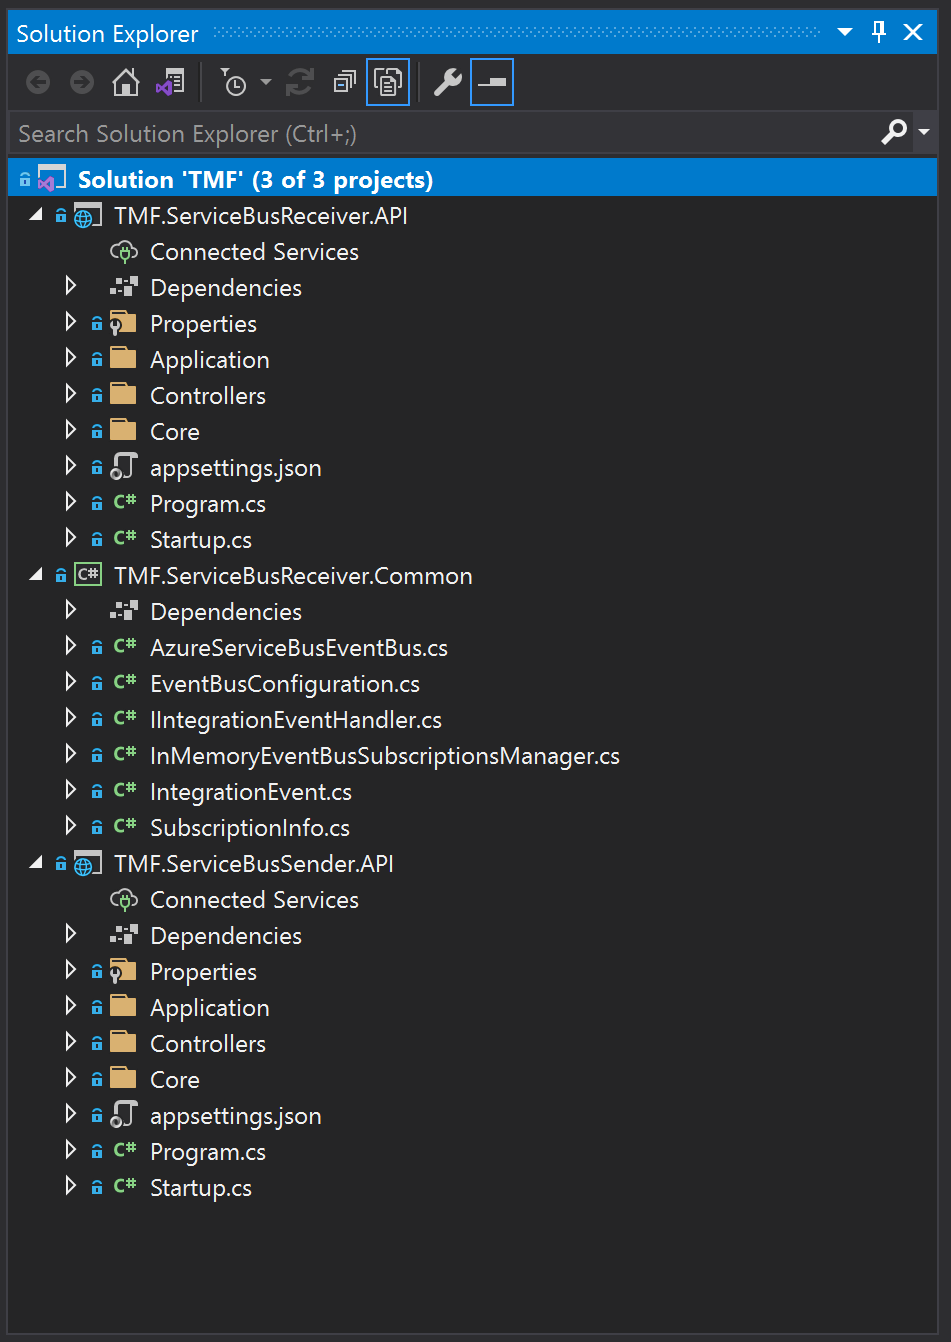 Solution Explorer
Search Solution Explorer (Ctrl+;)
Solution 'TMF' (3 of 3 projects)
TMF.ServiceBusReceiver.API
Connected Services
Dependencies
Properties
Application
Controllers
Core
appsettings.json
C# Program.cs
C# Startup.cs
C# TMF.ServiceBusReceiver.Common
Dependencies
C# AzureServiceBusEventBus.cs
C# EventBusConfiguration.cs
C# IIntegrationEventHandler.cs
C# InMemoryEventBusSubscriptionsManager.cs
C# IntegrationEvent.cs
C# SubscriptionInfo.cs
TMF.ServiceBusSender.API
Connected Services
Dependencies
Properties
Application
Controllers
Core
appsettings.json
C# Program.cs
C# Startup.cs